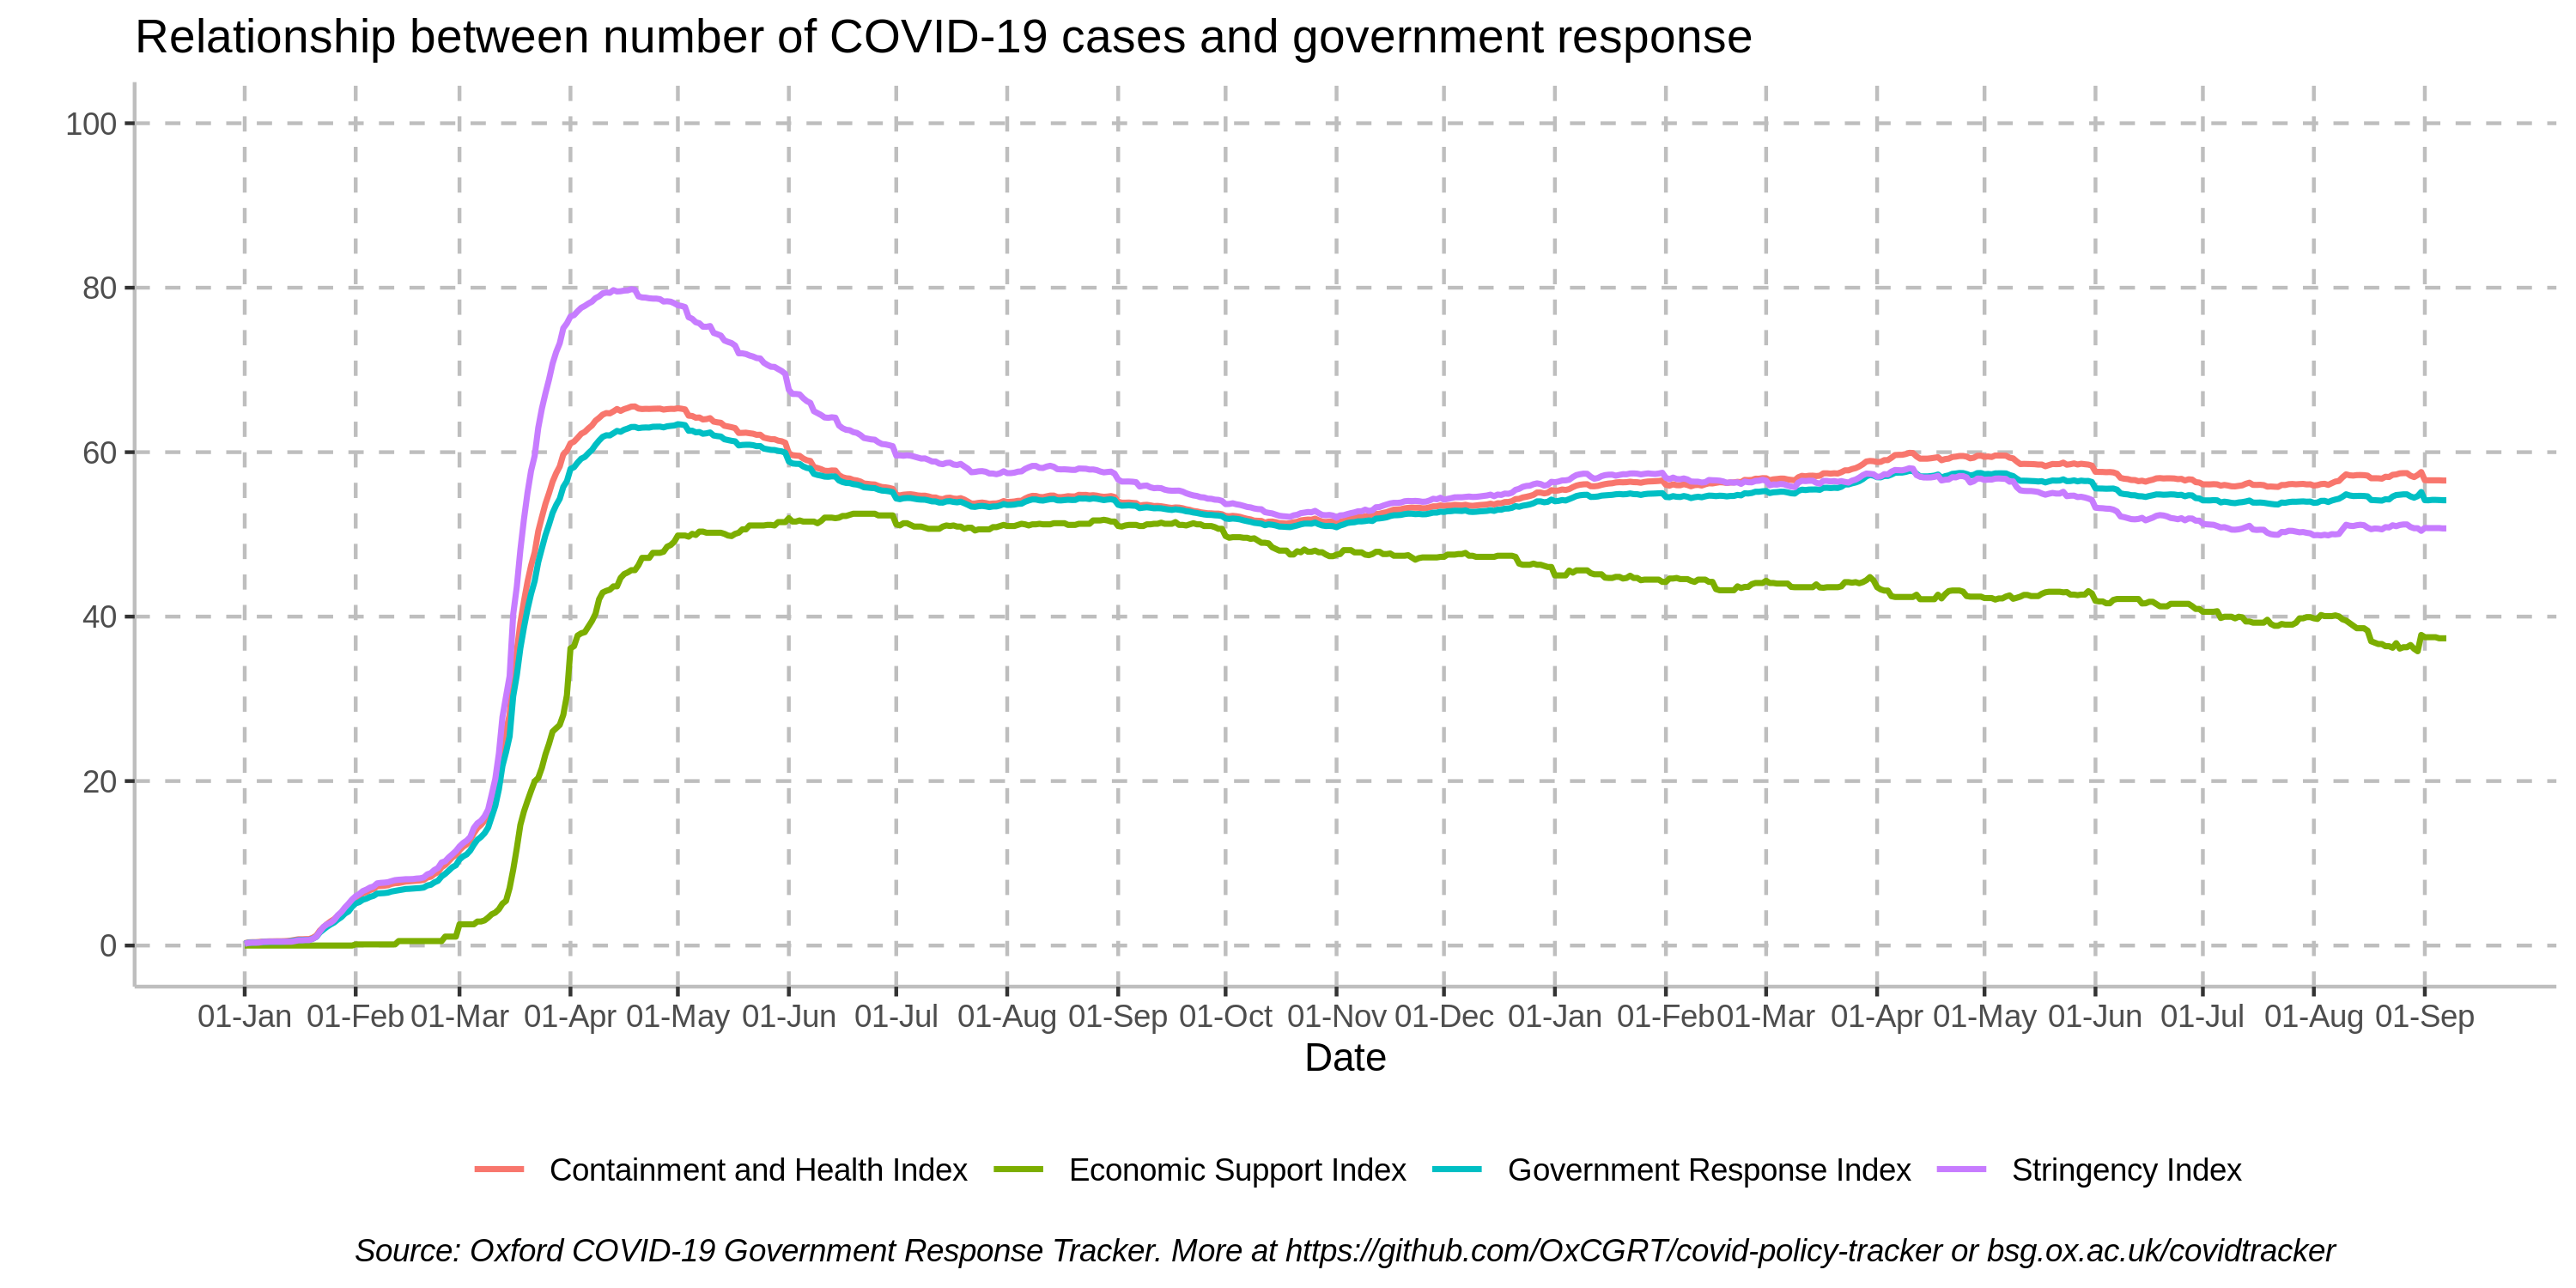 Relationship between number of COVID-19 cases and government response
100
80
60
40
20
0
01-Jan 01-Feb 01-Mar 01-Apr 01-May 01-Jun 01-Jul 01-Aug 01-Sep 01-Oct 01-Nov 01-Dec 01-Jan 01-Feb 01-Mar 01-Apr 01-May 01-Jun 01-Jul 01-Aug 01-Sep
Date
Containment and Health Index Economic Support Index Government Response Index Stringency Index
Source: Oxford COVID-19 Government Response Tracker. More at https://github.com/OxCGRT/covid-policy-tracker or bsg.ox.ac.uk/covidtracker